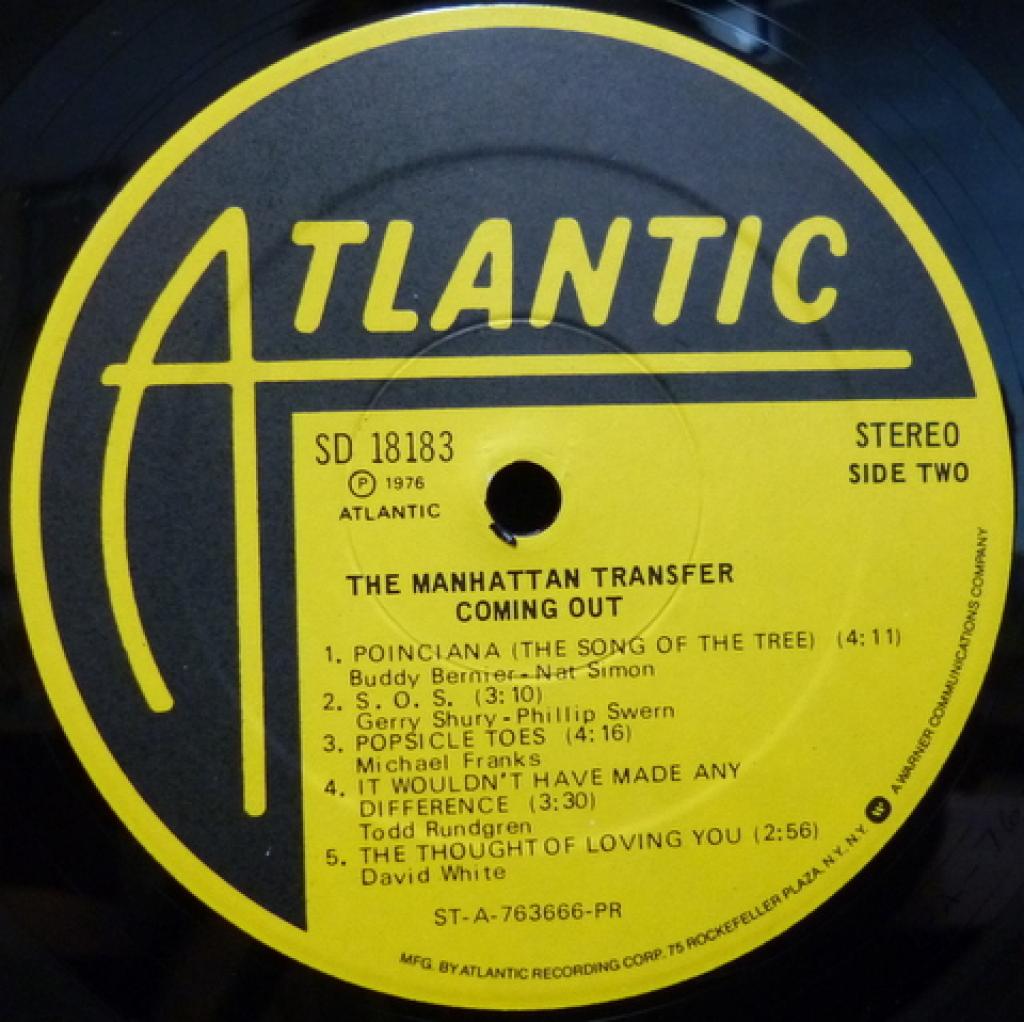 ATLANTIC
SD 18183
Ⓟ 1976
ATLANTIC
STEREO
SIDE TWO
THE MANHATTAN TRANSFER
COMING OUT
1. POINCIANA (THE SONG OF THE TREE) (4:11)
Buddy Bernier-Nat Simon
2. S. O. S. (3:10)
Gerry Shury-Phillip Swern
3. POPSICLE TOES (4:16)
Michael Franks
4. IT WOULDN'T HAVE MADE ANY
DIFFERENCE (3:30)
Todd Rundgren
5. THE THOUGHT OF LOVING YOU (2:56)
David White
ST-A-763666-PR
MFG. BY ATLANTIC RECORDING CORP. 75 ROCKEFELLER PLAZA, N.Y. N.Y. W A WARNER COMMUNICATIONS COMPANY